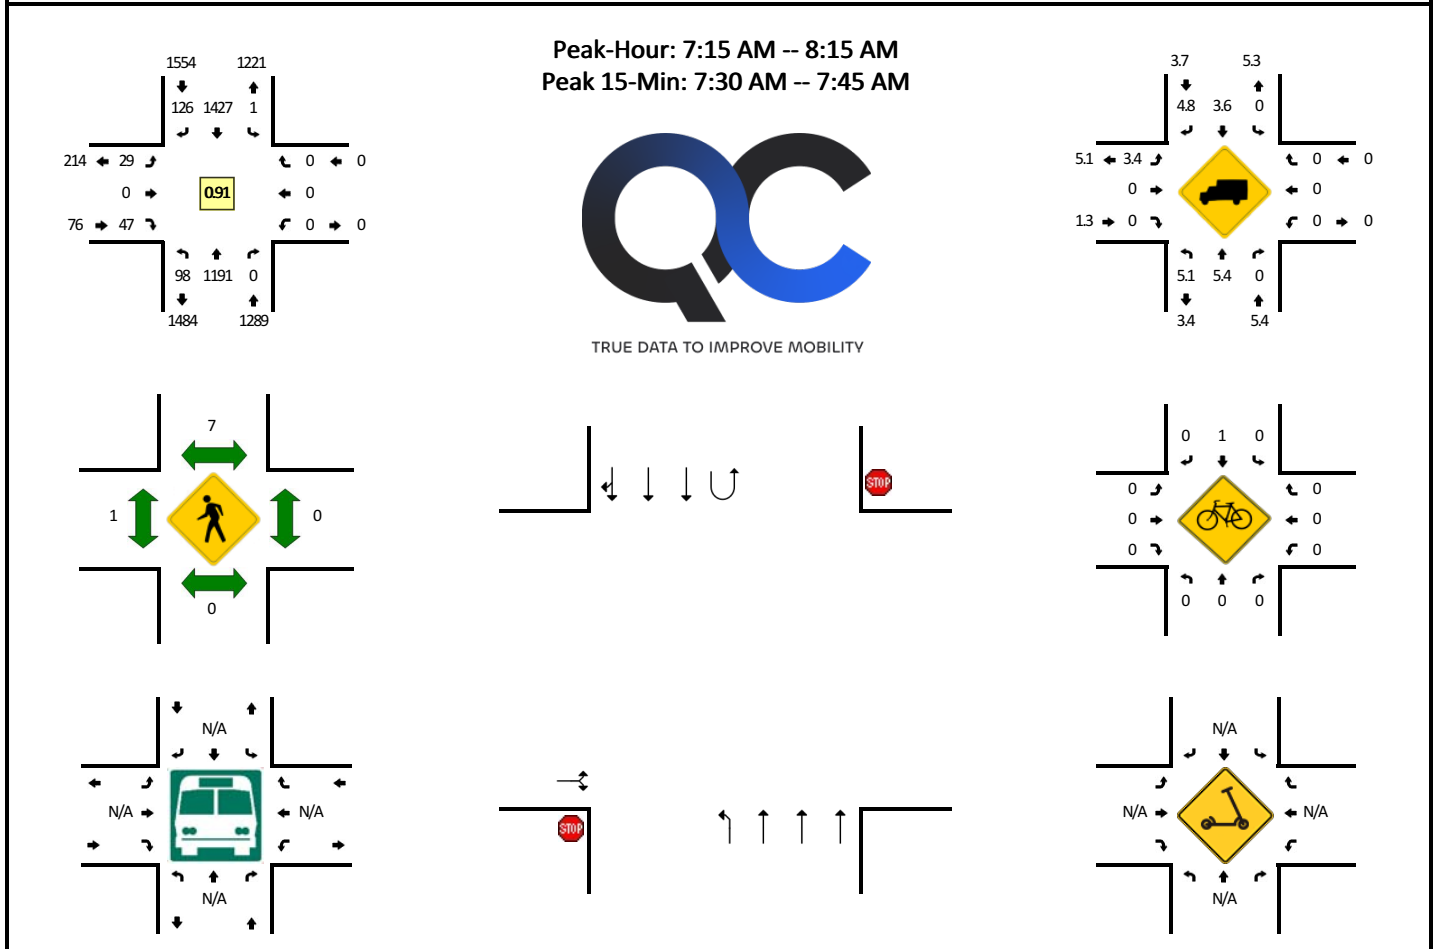 Peak-Hour: 7:15 AM -- 8:15 AM
Peak 15-Min: 7:30 AM -- 7:45 AM
1554 1221
126 1427 1
214 29 0 0
0 0.91 0
76 47 0 0
98 1191 0
1484 1289
QC
TRUE DATA TO IMPROVE MOBILITY
3.7 5.3
4.8 3.6 0
5.1 3.4 0 0
0 0
1.3 0 0 0
5.1 5.4 0
3.4 5.4
7
1 0
0
STOP
STOP
0 1 0
0 0
0 0
0 0
0 0 0
N/A
N/A N/A
N/A
N/A
N/A N/A
N/A